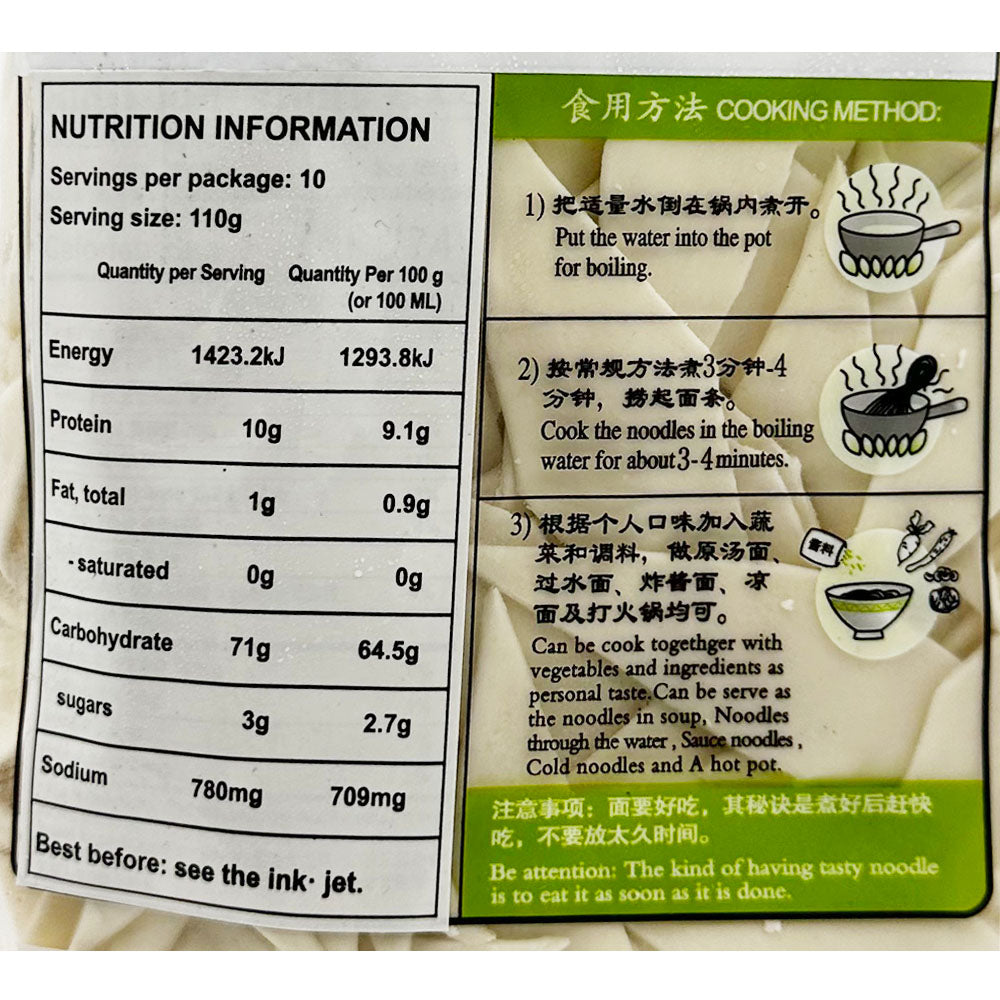 NUTRITION INFORMATION
Servings per package: 10
Serving size: 110g
Quantity per Serving Quantity Per 100 g
(or 100 ML)
Energy 1423.2kJ 1293.8kJ
Protein 10g 9.1g
Fat, total 1g 0.9g
- saturated 0g 0g
Carbohydrate 71g 64.5g
sugars 3g 2.7g
Sodium 780mg 709mg
Best before: see the ink· jet.
食用方法 COOKING METHOD:
1) 把适量水倒在锅内煮开。
Put the water into the pot
for boiling.
2) 按常规方法煮3分钟-4
分钟，捞起面条。
Cook the noodles in the boiling
water for about 3-4 minutes.
3) 根据个人口味加入蔬
菜和调料，做原汤面、
过水面、炸酱面、凉
面及打火锅均可。
酱料
Can be cook togethger with
vegetables and ingredients as
personal taste.Can be serve as
the noodles in soup, Noodles
through the water , Sauce noodles ,
Cold noodles and A hot pot.
注意事项：面要好吃，其秘诀是煮好后赶快
吃，不要放太久时间。
Be attention: The kind of having tasty noodle
is to eat it as soon as it is done.